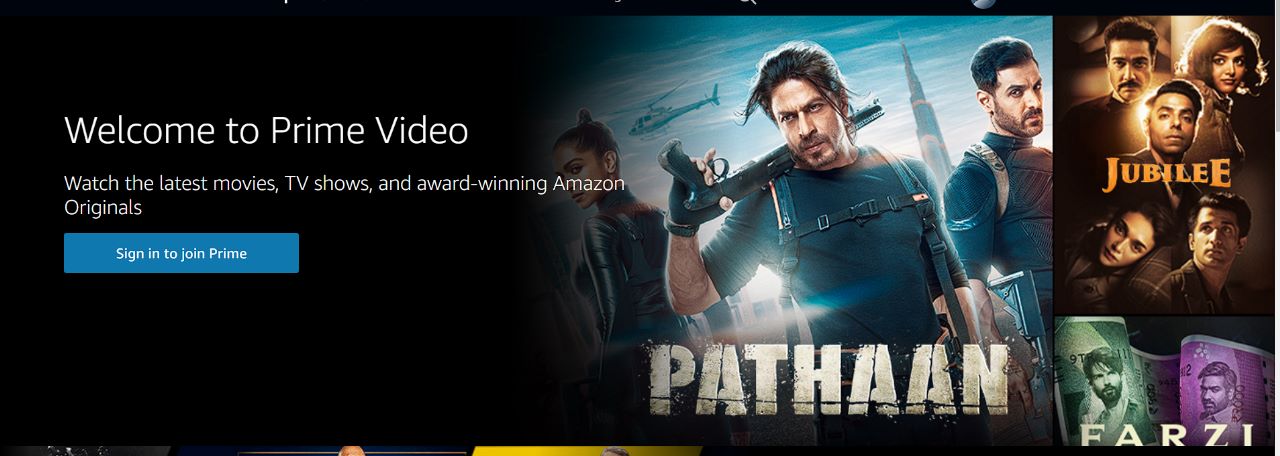 Welcome to Prime Video
Watch the latest movies, TV shows, and award-winning Amazon
Originals
Sign in to join Prime
PATHAAN
JUBILEE
FARZI